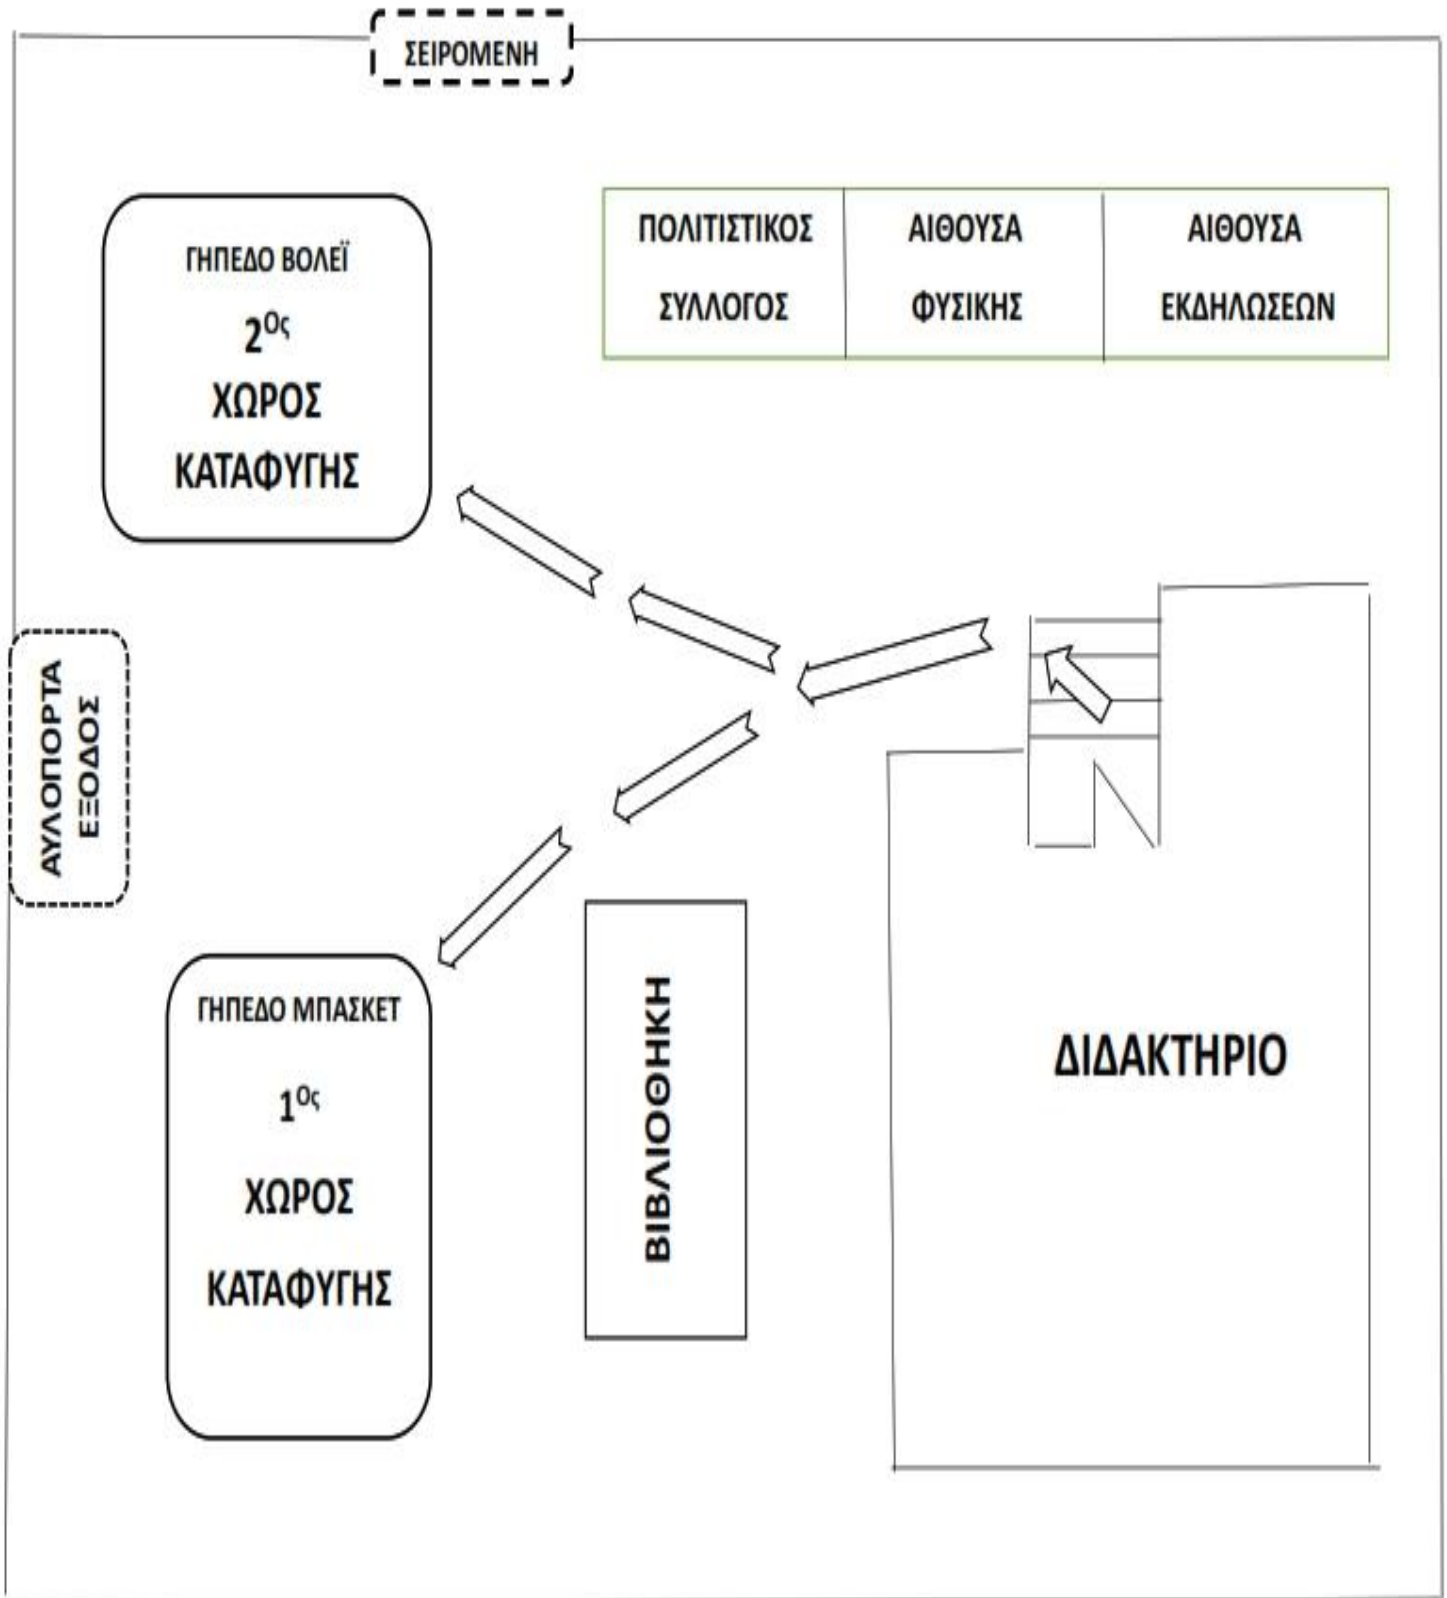 ΣΕΙΡΟΜΕΝΗ
ΓΗΠΕΔΟ ΒΟΛΕΪ
2Ος
ΧΩΡΟΣ
ΚΑΤΑΦΥΓΗΣ
ΠΟΛΙΤΙΣΤΙΚΟΣ
ΣΥΛΛΟΓΟΣ
ΑΙΘΟΥΣΑ
ΦΥΣΙΚΗΣ
ΑΙΘΟΥΣΑ
ΕΚΔΗΛΩΣΕΩΝ
ΑΥΛΟΠΟΡΤΑ
ΕΞΟΔΟΣ
ΓΗΠΕΔΟ ΜΠΑΣΚΕΤ
1Ος
ΧΩΡΟΣ
ΚΑΤΑΦΥΓΗΣ
ΒΙΒΛΙΟΘΗΚΗ
ΔΙΔΑΚΤΗΡΙΟ